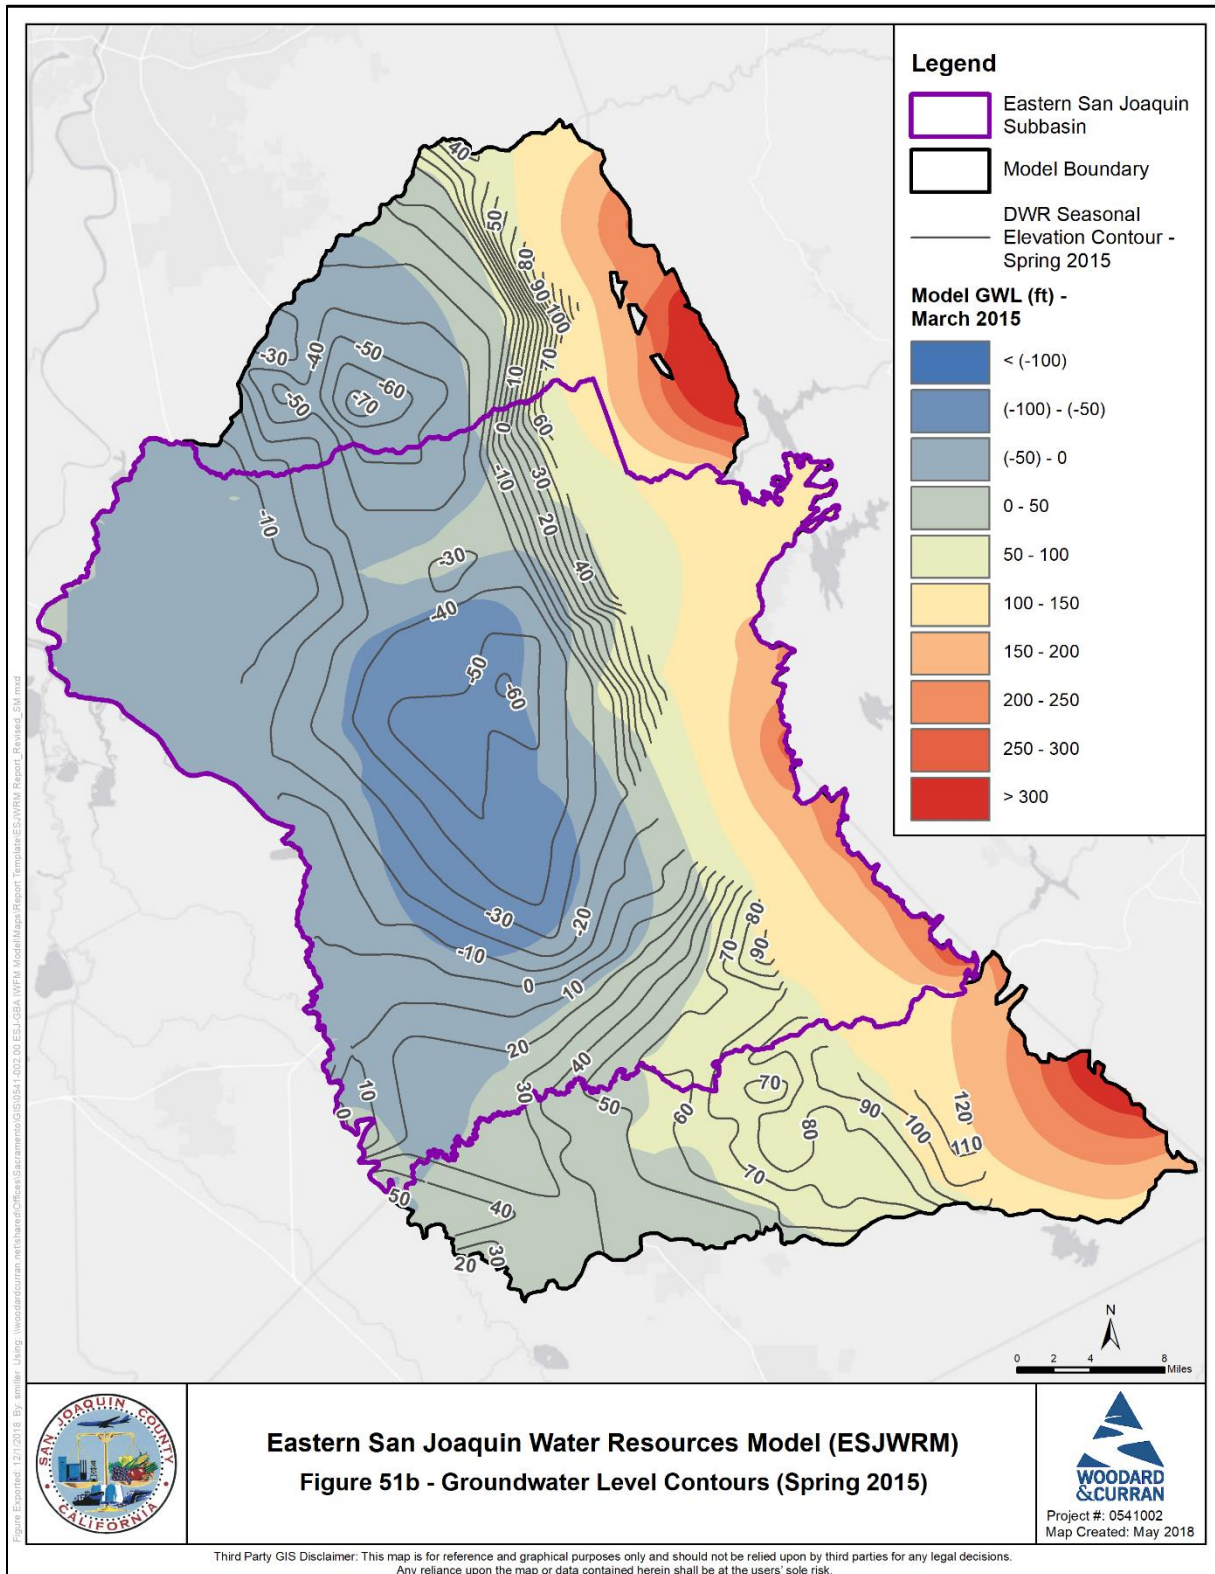 Legend
Eastern San Joaquin
Subbasin
Model Boundary
DWR Seasonal
Elevation Contour -
Spring 2015
Model GWL (ft) -
March 2015
< (-100)
(-100) - (-50)
(-50) - 0
0 - 50
50 - 100
100 - 150
150 - 200
200 - 250
250 - 300
> 300
40
50
80
90
100
-30
-40
-50
-60
-50
-70
10
70
0
60
-10
30
20
-10
-30
40
-40
-50
-60
80
-30
-20
70
90
-10
0
10
20
40
10
30
0
50
70
60
90
120
80
100
110
70
50
40
30
20
N
0 2 4 8
Miles
SAN JOAQUIN COUNTY
CALIFORNIA
Eastern San Joaquin Water Resources Model (ESJWRM)
Figure 51b - Groundwater Level Contours (Spring 2015)
WOODARD
&CURRAN
Project #: 0541002
Map Created: May 2018
Third Party GIS Disclaimer: This map is for reference and graphical purposes only and should not be relied upon by third parties for any legal decisions.
Any reliance upon the map or data contained herein shall be at the users' sole risk.